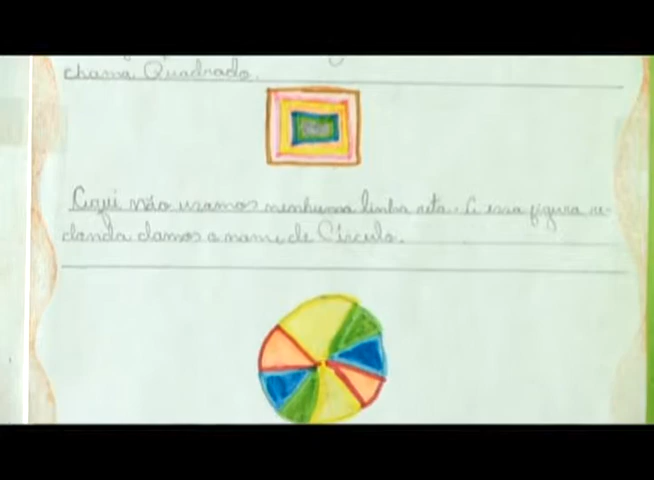 chama Quadrado.
Aqui não usamos nenhuma linha reta. A essa figura re-
donda damos o nome de Círculo.